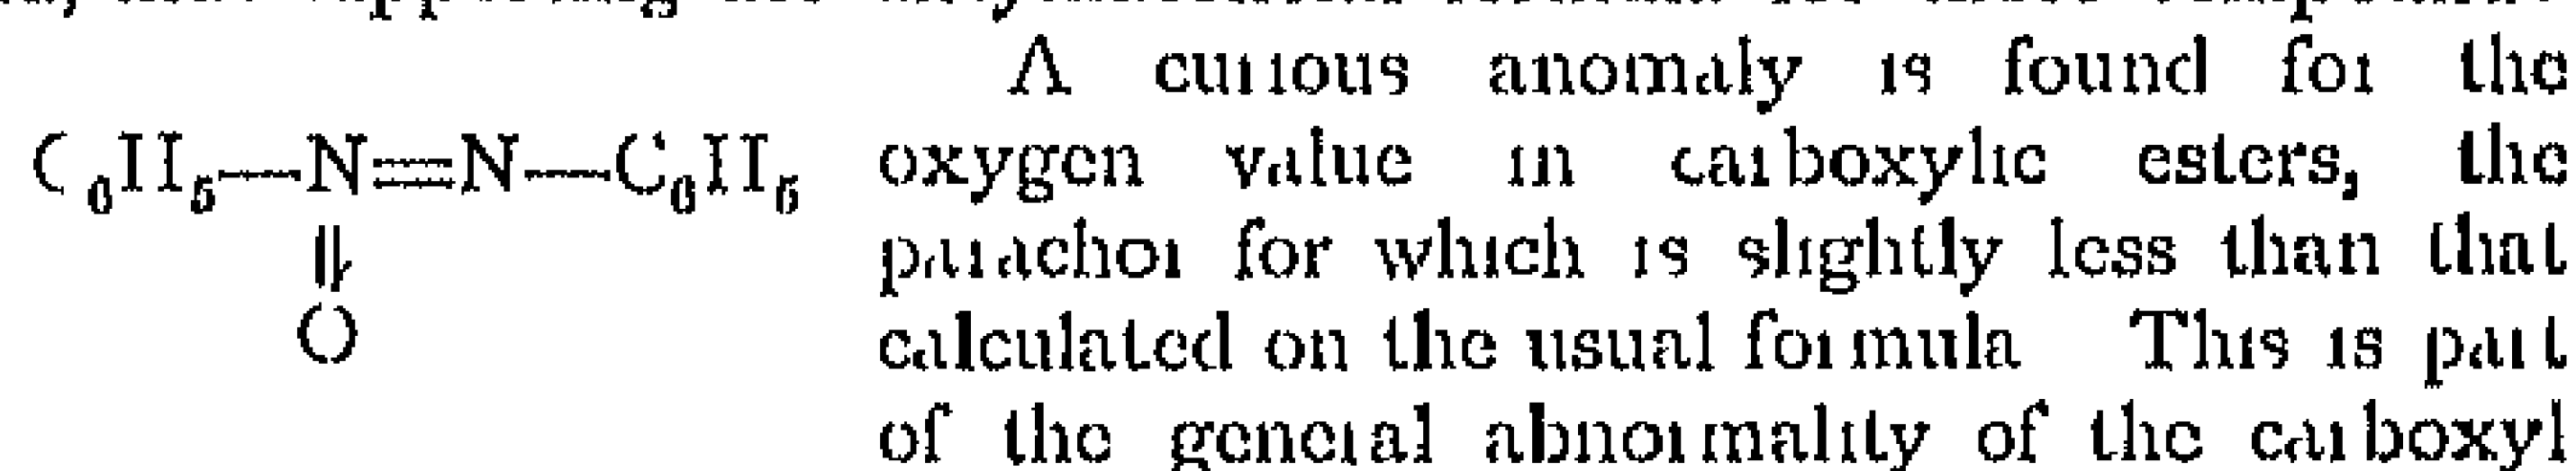 A curious anomaly is found for the
C₆H₅—N=N—C₆H₅
O
oxygen value in carboxylic esters, the
parachor for which is slightly less than that
calculated on the usual formula This is part
of the general abnormality of the carboxyl